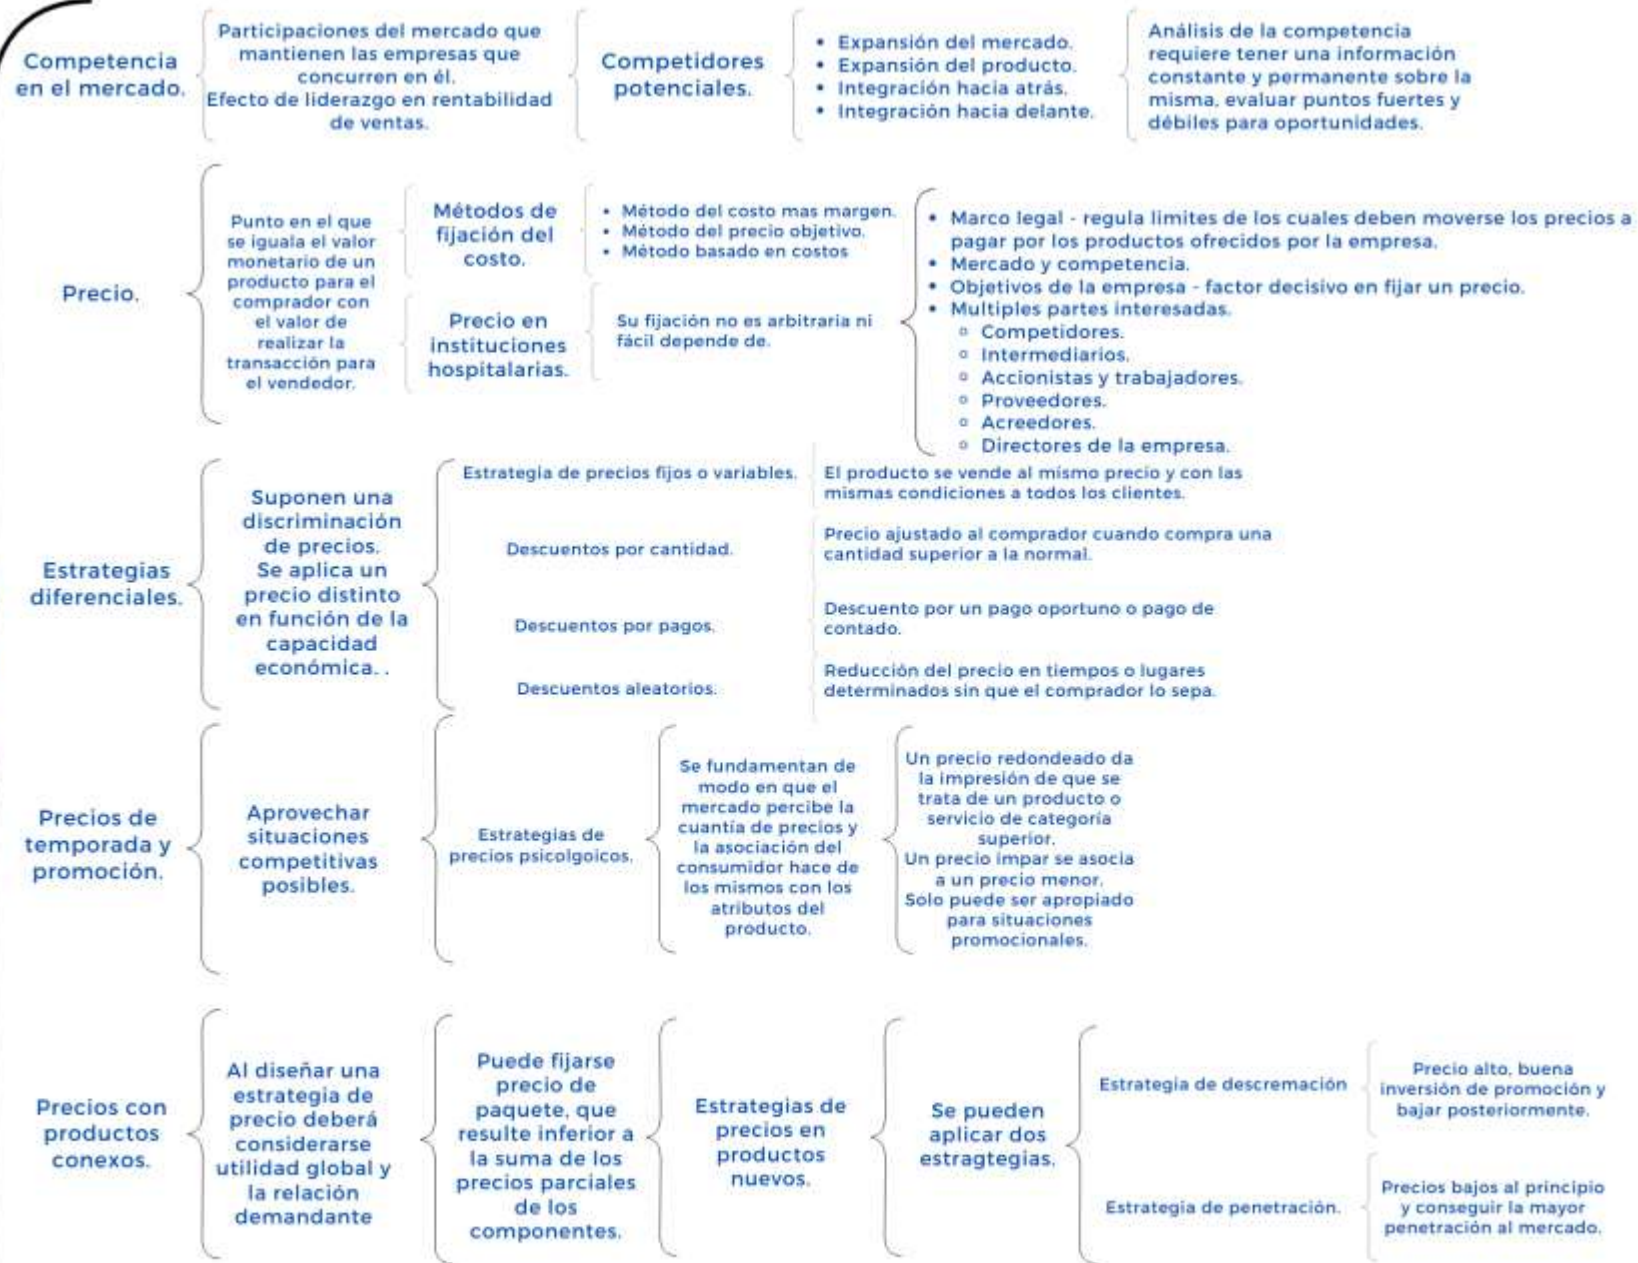 Competencia
en el mercado.
Participaciones del mercado que
mantienen las empresas que
concurren en él.
Efecto de liderazgo en rentabilidad
de ventas.
Competidores
potenciales.
• Expansión del mercado.
• Expansión del producto.
• Integración hacia atrás.
• Integración hacia delante.
Análisis de la competencia
requiere tener una información
constante y permanente sobre la
misma, evaluar puntos fuertes y
débiles para oportunidades.
Precio.
Punto en el que
se iguala el valor
monetario de un
producto para el
comprador con
el valor de
realizar la
transacción para
el vendedor.
Métodos de
fijación del
costo.
• Método del costo mas margen.
• Método del precio objetivo.
• Método basado en costos
Precio en
instituciones
hospitalarias.
Su fijación no es arbitraria ni
fácil depende de.
• Marco legal - regula limites de los cuales deben moverse los precios a
pagar por los productos ofrecidos por la empresa.
• Mercado y competencia.
• Objetivos de la empresa - factor decisivo en fijar un precio.
• Multiples partes interesadas.
◦ Competidores.
◦ Intermediarios.
◦ Accionistas y trabajadores.
◦ Proveedores.
◦ Acreedores.
◦ Directores de la empresa.
Estrategias
diferenciales.
Suponen una
discriminación
de precios.
Se aplica un
precio distinto
en función de la
capacidad
económica. .
Estrategia de precios fijos o variables.
El producto se vende al mismo precio y con las
mismas condiciones a todos los clientes.
Descuentos por cantidad.
Precio ajustado al comprador cuando compra una
cantidad superior a la normal.
Descuentos por pagos.
Descuento por un pago oportuno o pago de
contado.
Descuentos aleatorios.
Reducción del precio en tiempos o lugares
determinados sin que el comprador lo sepa.
Precios de
temporada y
promoción.
Aprovechar
situaciones
competitivas
posibles.
Estrategias de
precios psicolgoicos.
Se fundamentan de
modo en que el
mercado percibe la
cuantía de precios y
la asociación del
consumidor hace de
los mismos con los
atributos del
producto.
Un precio redondeado da
la impresión de que se
trata de un producto o
servicio de categoría
superior.
Un precio impar se asocia
a un precio menor.
Solo puede ser apropiado
para situaciones
promocionales.
Precios con
productos
conexos.
Al diseñar una
estrategia de
precio deberá
considerarse
utilidad global y
la relación
demandante
Puede fijarse
precio de
paquete, que
resulte inferior a
la suma de los
precios parciales
de los
componentes.
Estrategias de
precios en
productos
nuevos.
Se pueden
aplicar dos
estragtegias.
Estrategia de descremación
Precio alto, buena
inversión de promoción y
bajar posteriormente.
Estrategia de penetración.
Precios bajos al principio
y conseguir la mayor
penetración al mercado.